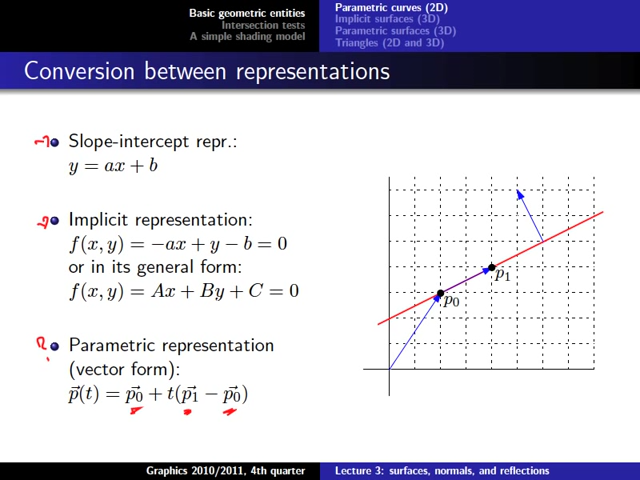 Basic geometric entities
Intersection tests
A simple shading model
Parametric curves (2D)
Implicit surfaces (3D)
Parametric surfaces (3D)
Triangles (2D and 3D)
Conversion between representations
Slope-intercept repr.:
y = ax + b
Implicit representation:
f(x, y) = −ax + y − b = 0
or in its general form:
f(x, y) = Ax + By + C = 0
Parametric representation
(vector form):
p⃗(t) = p⃗₀ + t(p⃗₁ − p⃗₀)
p₁
p₀
Graphics 2010/2011, 4th quarter
Lecture 3: surfaces, normals, and reflections